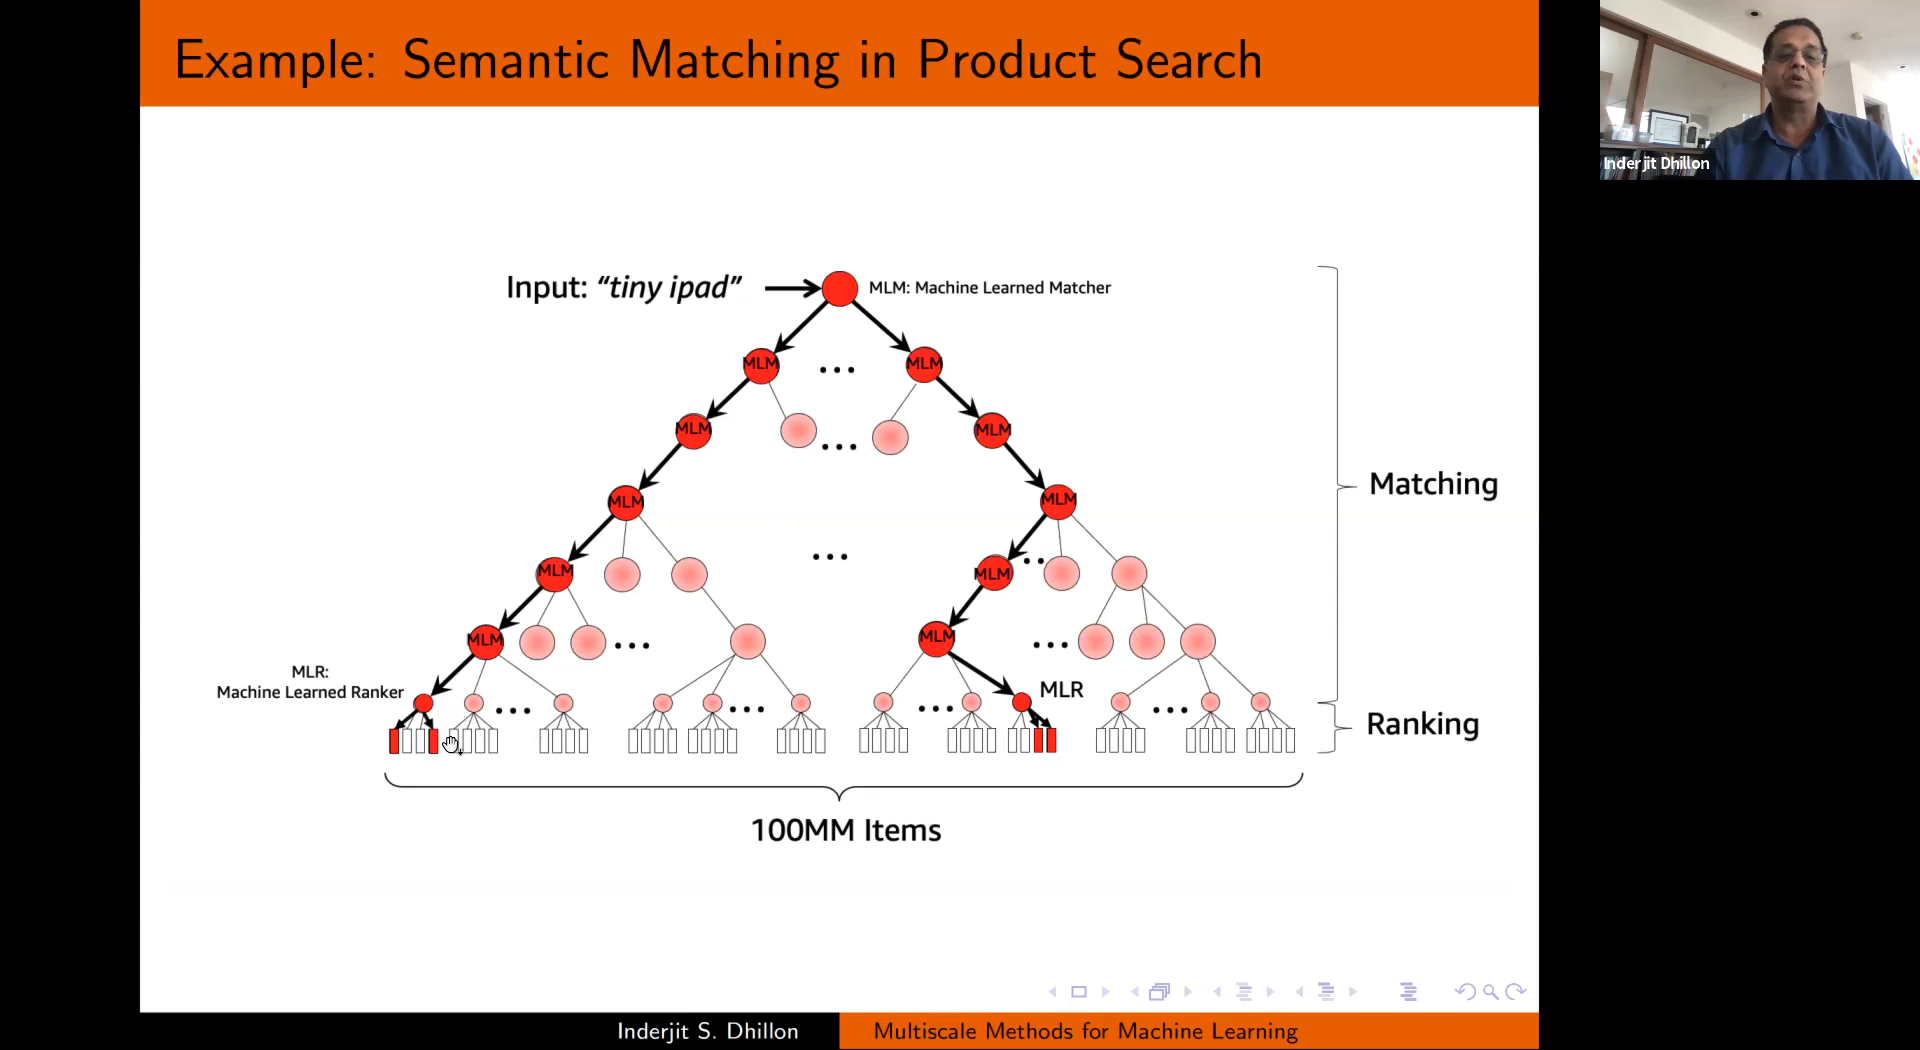 Example: Semantic Matching in Product Search
Inderjit Dhillon
Input: “tiny ipad”
MLM: Machine Learned Matcher
MLM
MLM
MLM
MLM
MLM
MLM
Matching
MLM
MLM
MLM
MLM
MLR:
Machine Learned Ranker
MLR
Ranking
100MM Items
Inderjit S. Dhillon
Multiscale Methods for Machine Learning